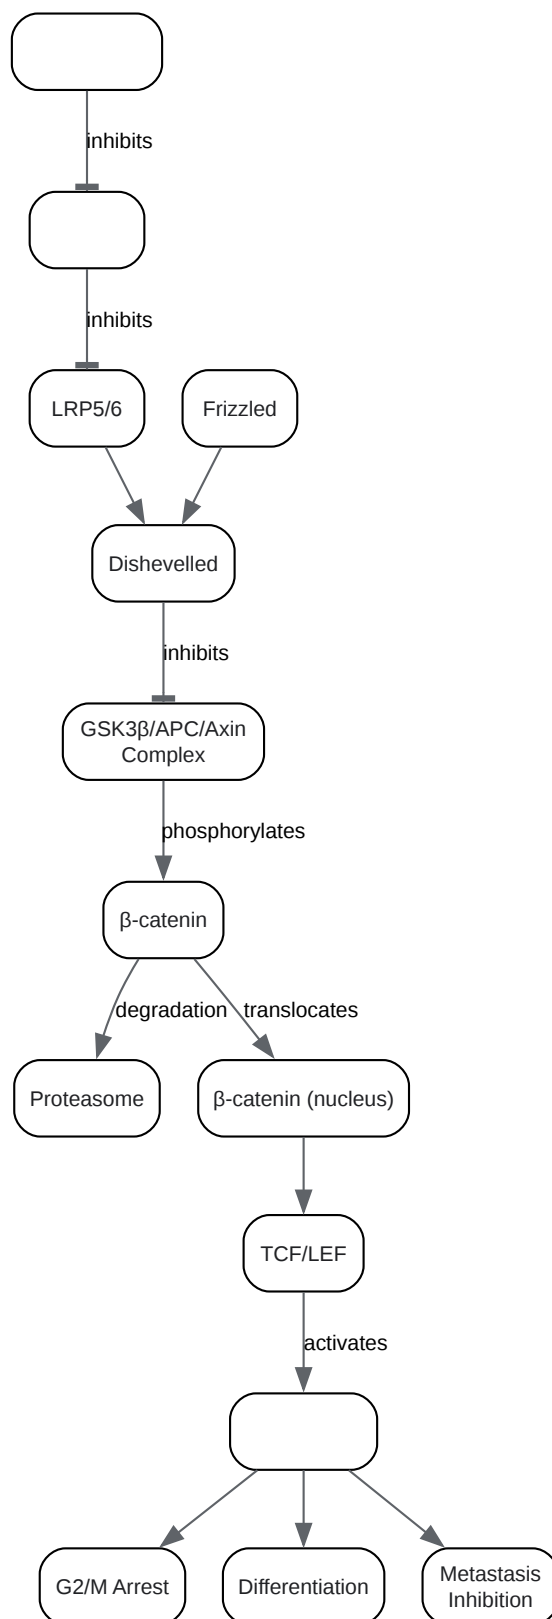 inhibits
inhibits
LRP5/6
Frizzled
Dishevelled
inhibits
GSK3β/APC/Axin
Complex
phosphorylates
β-catenin
degradation
translocates
Proteasome
β-catenin (nucleus)
TCF/LEF
activates
G2/M Arrest
Differentiation
Metastasis
Inhibition